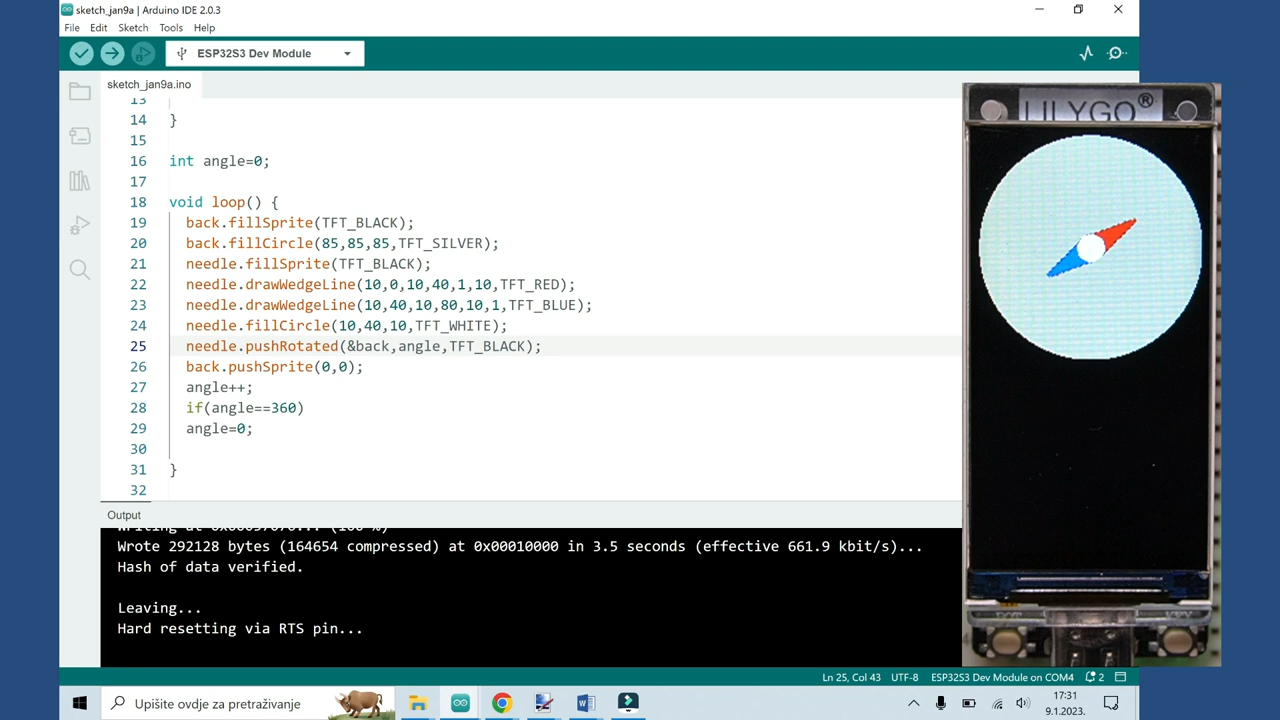 sketch_jan9a | Arduino IDE 2.0.3
File Edit Sketch Tools Help
ESP32S3 Dev Module
sketch_jan9a.ino
13
14 }
15
16 int angle=0;
17
18 void loop() {
19 back.fillSprite(TFT_BLACK);
20 back.fillCircle(85,85,85,TFT_SILVER);
21 needle.fillSprite(TFT_BLACK);
22 needle.drawWedgeLine(10,0,10,40,1,10,TFT_RED);
23 needle.drawWedgeLine(10,40,10,80,10,1,TFT_BLUE);
24 needle.fillCircle(10,40,10,TFT_WHITE);
25 needle.pushRotated(&back,angle,TFT_BLACK);
26 back.pushSprite(0,0);
27 angle++;
28 if(angle==360)
29 angle=0;
30
31 }
32
LILYGO®
Output
Wrote 292128 bytes (164654 compressed) at 0x00010000 in 3.5 seconds (effective 661.9 kbit/s)...
Hash of data verified.
Leaving...
Hard resetting via RTS pin...
KEY
Ln 25, Col 43 UTF-8 ESP32S3 Dev Module on COM4 2
Upišite ovdje za pretraživanje
17:31
9.1.2023.